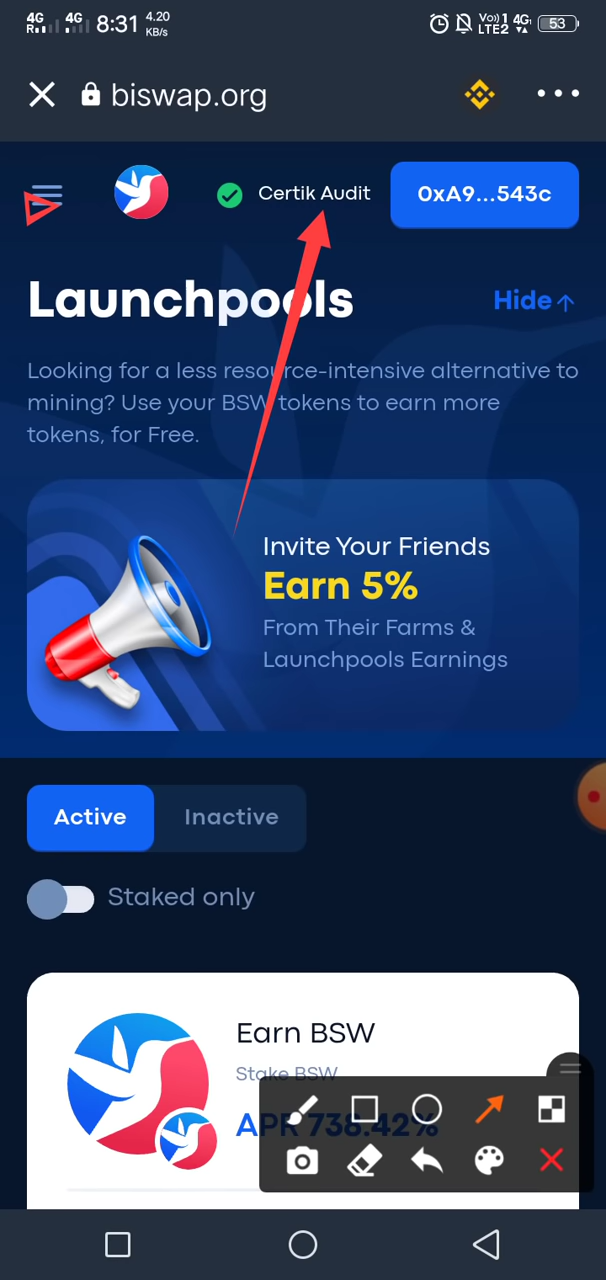 4G R 4G 8:31 4.20 KB/s Vo) 1 LTE2 4G 53
biswap.org
Certik Audit 0xA9...543c
Launchpools Hide
Looking for a less resource-intensive alternative to
mining? Use your BSW tokens to earn more
tokens, for Free.
Invite Your Friends
Earn 5%
From Their Farms &
Launchpools Earnings
Active Inactive
Staked only
Earn BSW
Stake BSW
APR 738.42%